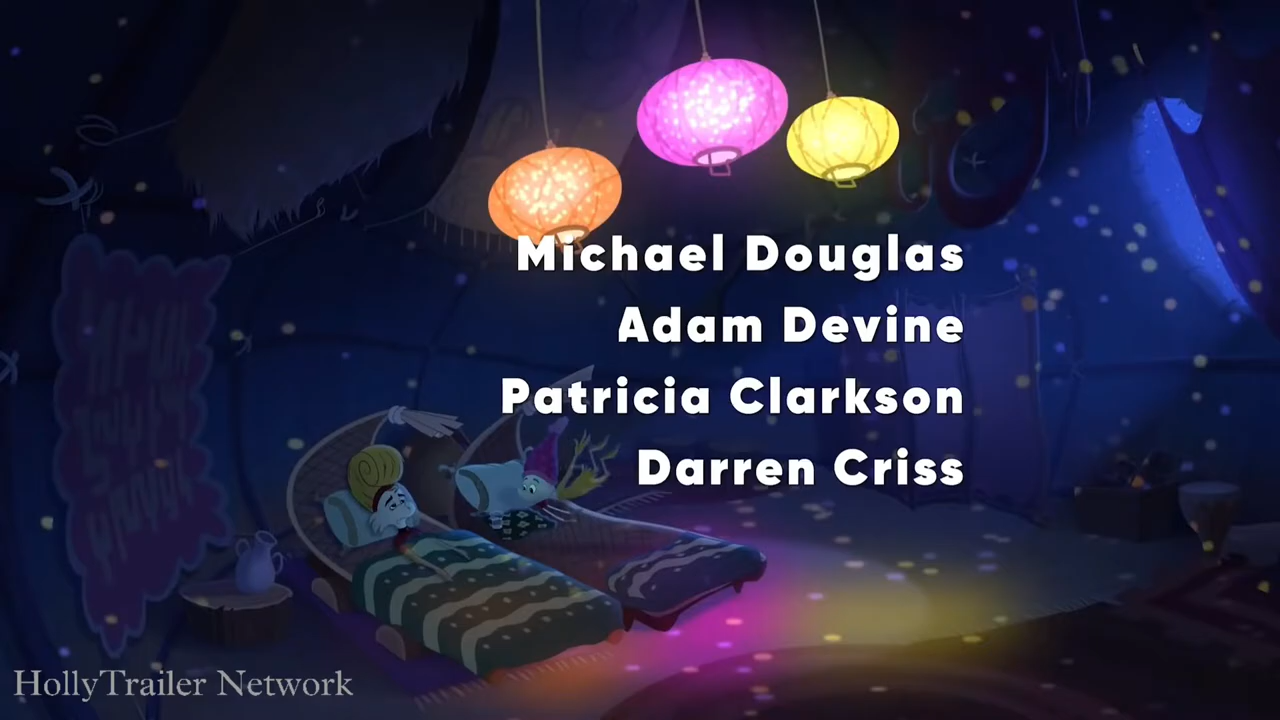 Michael Douglas
Adam Devine
Patricia Clarkson
Darren Criss
HollyTrailer Network